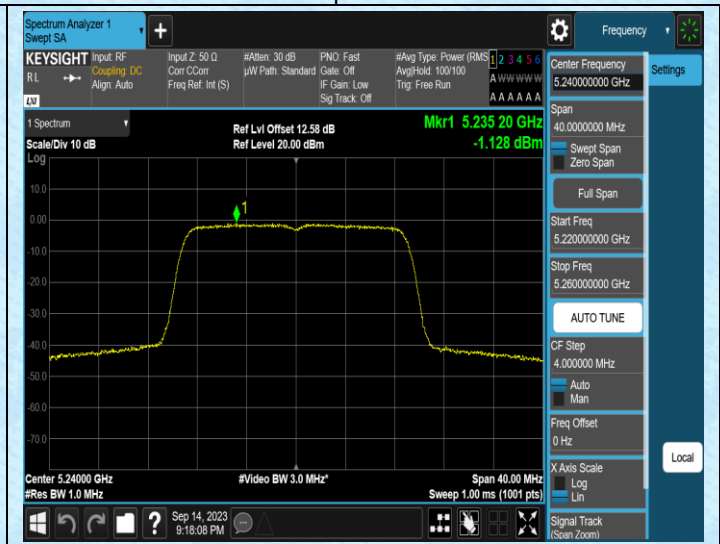 Spectrum Analyzer 1
Swept SA
Frequency
KEYSIGHT
RL
LXI
Input: RF
Coupling: DC
Align: Auto
Input Z: 50 Ω
Corr CCorr
Freq Ref: Int (S)
#Atten: 30 dB
µW Path: Standard
PNO: Fast
Gate: Off
IF Gain: Low
Sig Track: Off
#Avg Type: Power (RMS
Avg|Hold: 100/100
Trig: Free Run
1 2 3 4 5 6
A W W W W W
A A A A A A
1 Spectrum
Scale/Div 10 dB
Log
Ref Lvl Offset 12.58 dB
Ref Level 20.00 dBm
Mkr1 5.235 20 GHz
-1.128 dBm
1
10.0
0.00
-10.0
-20.0
-30.0
-40.0
-50.0
-60.0
-70.0
Center 5.24000 GHz
#Res BW 1.0 MHz
#Video BW 3.0 MHz*
Span 40.00 MHz
Sweep 1.00 ms (1001 pts)
Sep 14, 2023
9:18:08 PM
?
Center Frequency
5.240000000 GHz
Span
40.0000000 MHz
Swept Span
Zero Span
Full Span
Start Freq
5.220000000 GHz
Stop Freq
5.260000000 GHz
AUTO TUNE
CF Step
4.000000 MHz
Auto
Man
Freq Offset
0 Hz
X Axis Scale
Log
Lin
Signal Track
(Span Zoom)
Settings
Local